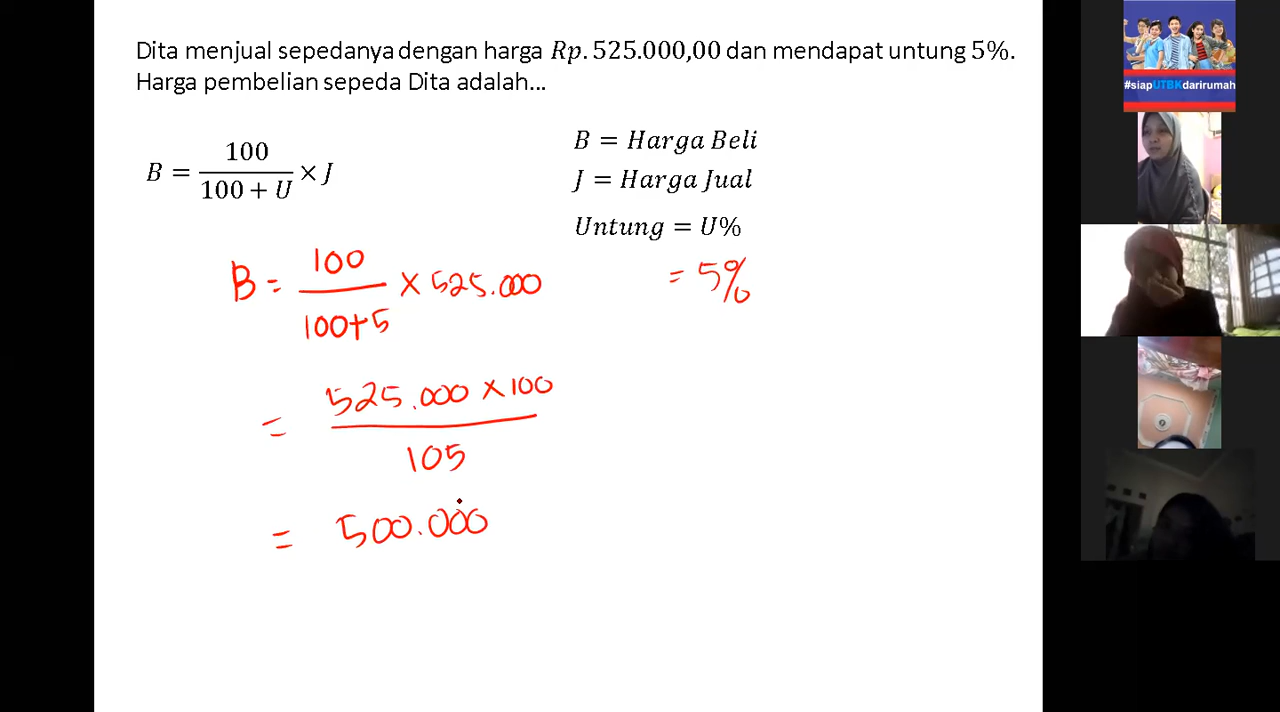 Dita menjual sepedanya dengan harga Rp. 525.000,00 dan mendapat untung 5%.
Harga pembelian sepeda Dita adalah...
B = 100 / 100 + U × J
B = Harga Beli
J = Harga Jual
Untung = U%
= 5%
B = 100 / 100+5 × 525.000
= 525.000 × 100 / 105
= 500.000
#siapUTBKdarirumah